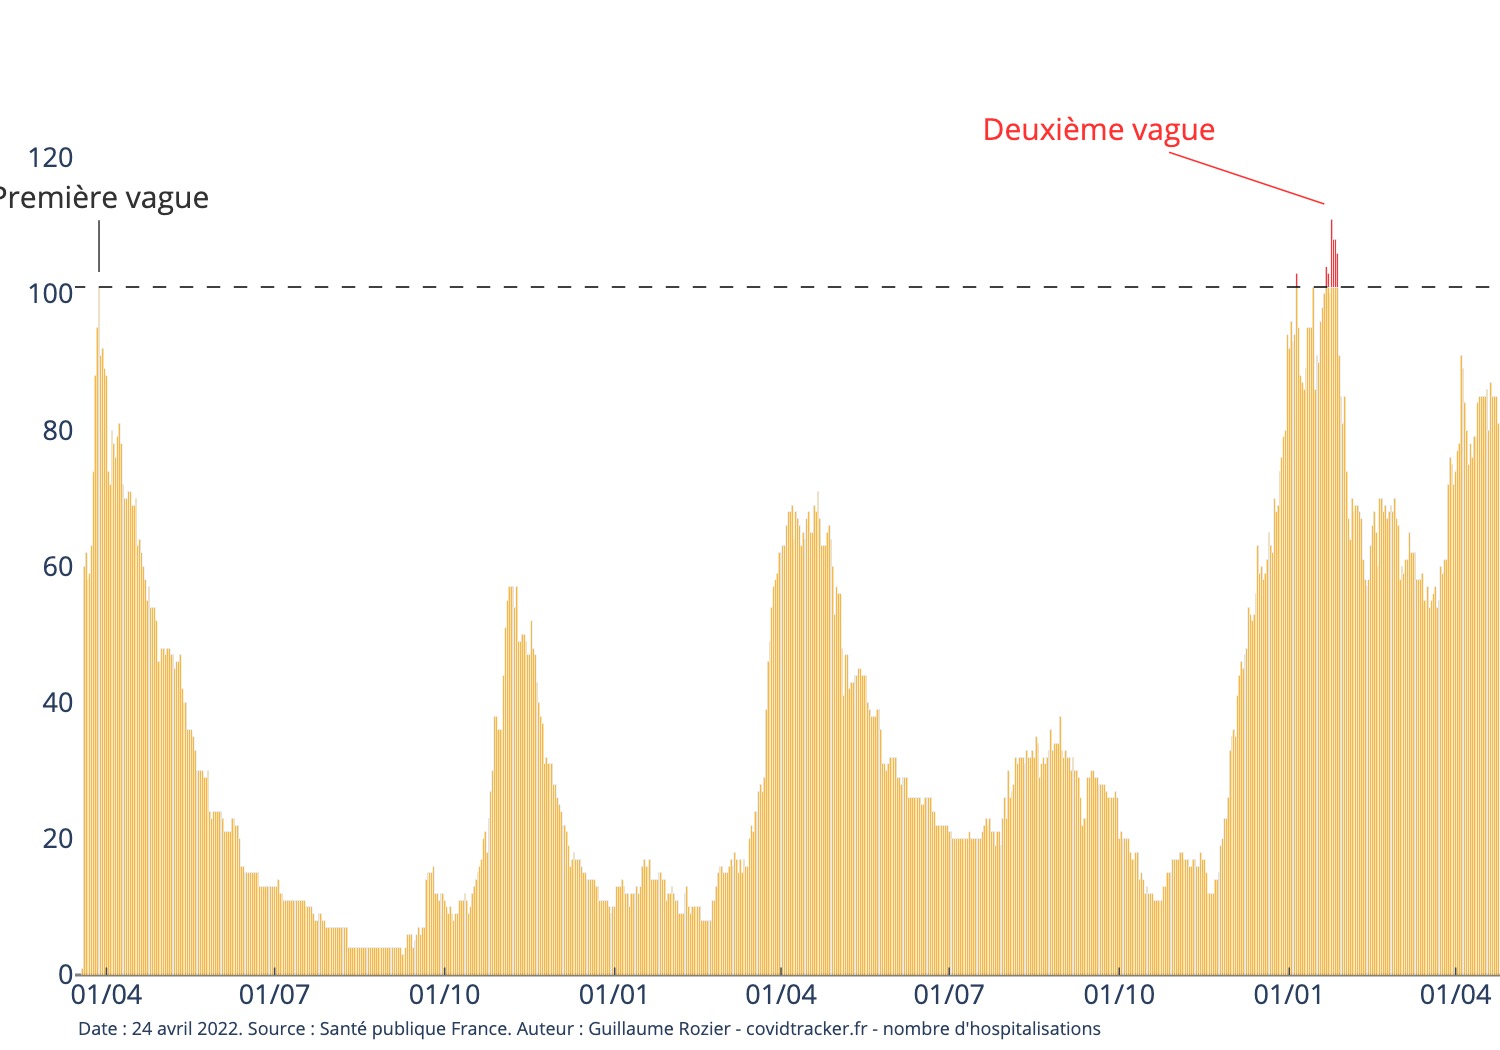 Deuxième vague
120
Première vague
100
80
60
40
20
0
01/04 01/07 01/10 01/01 01/04 01/07 01/10 01/01 01/04
Date : 24 avril 2022. Source : Santé publique France. Auteur : Guillaume Rozier - covidtracker.fr - nombre d'hospitalisations